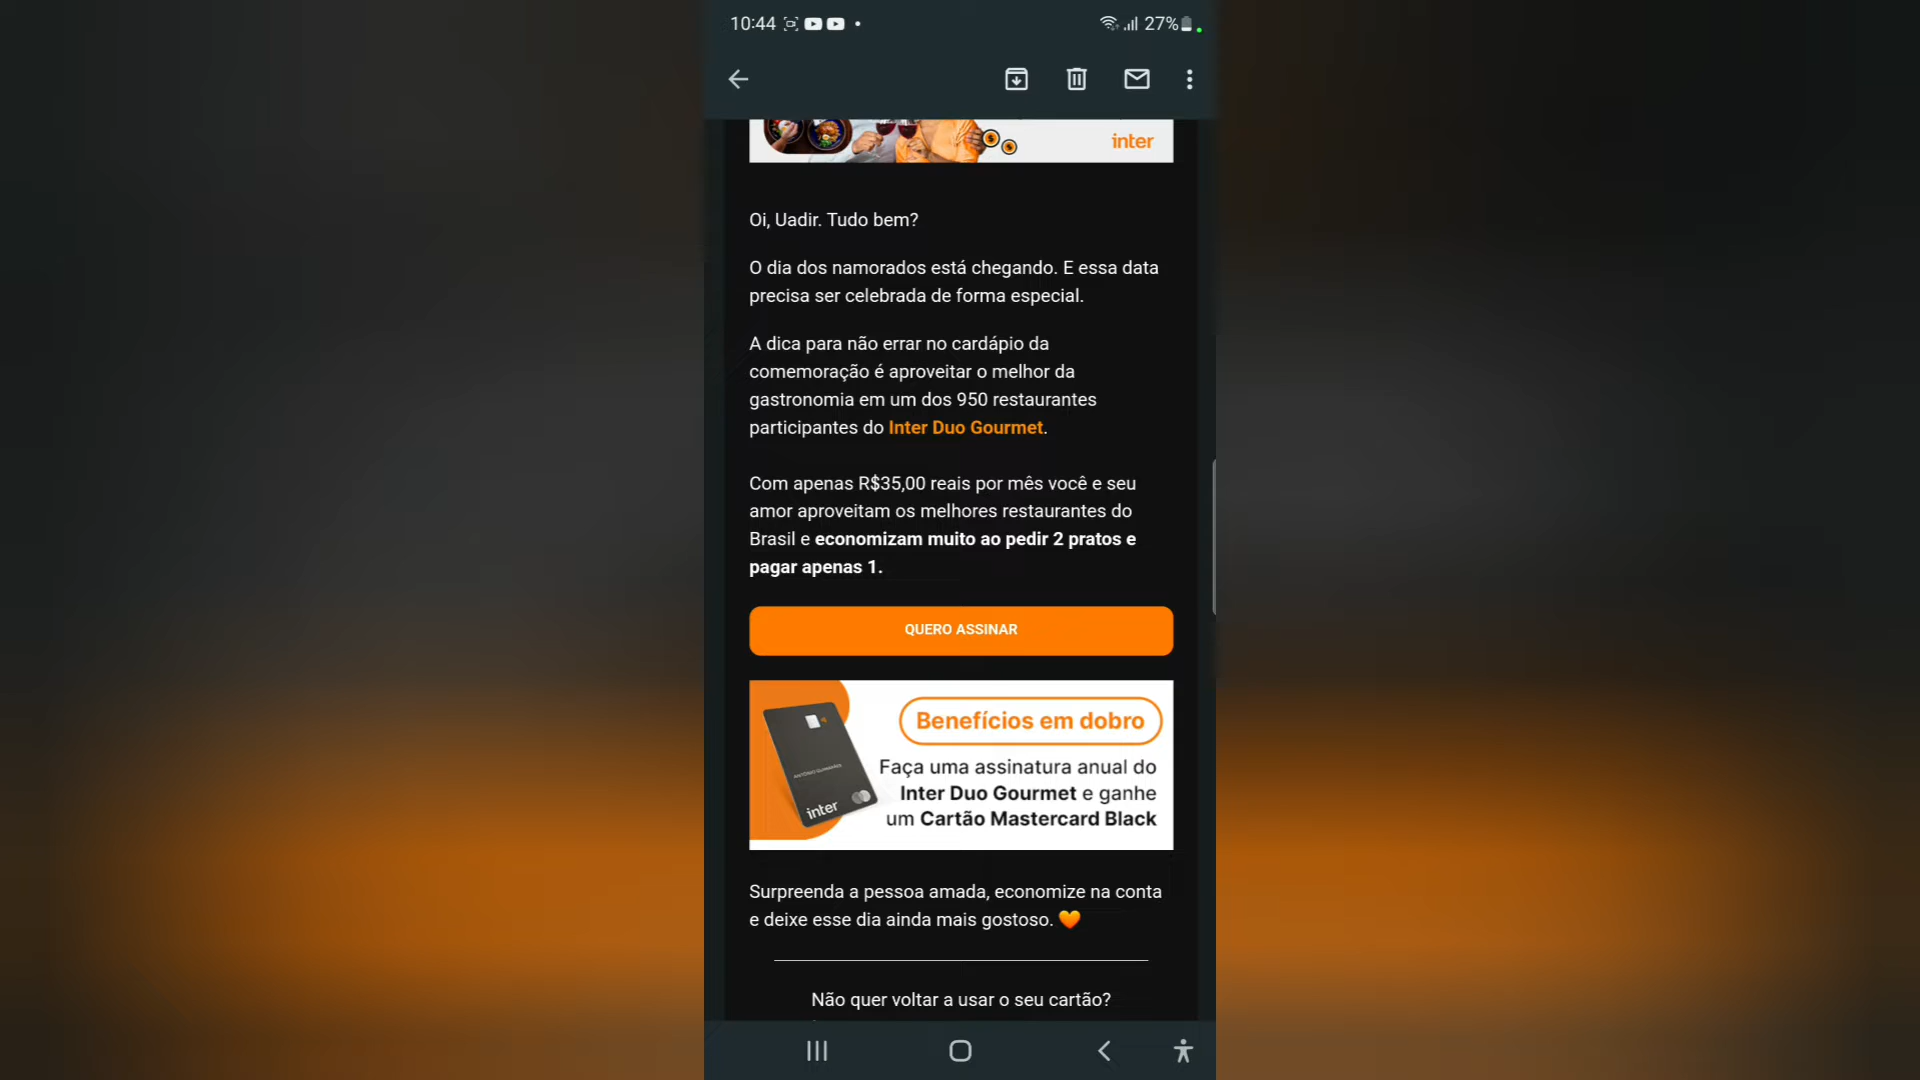 10:44
27%
inter
Oi, Uadir. Tudo bem?
O dia dos namorados está chegando. E essa data
precisa ser celebrada de forma especial.
A dica para não errar no cardápio da
comemoração é aproveitar o melhor da
gastronomia em um dos 950 restaurantes
participantes do Inter Duo Gourmet.
Com apenas R$35,00 reais por mês você e seu
amor aproveitam os melhores restaurantes do
Brasil e economizam muito ao pedir 2 pratos e
pagar apenas 1.
QUERO ASSINAR
Benefícios em dobro
Faça uma assinatura anual do
Inter Duo Gourmet e ganhe
um Cartão Mastercard Black
ANTÔNIO GUIMARÃES
inter
Surpreenda a pessoa amada, economize na conta
e deixe esse dia ainda mais gostoso. 🧡
Não quer voltar a usar o seu cartão?